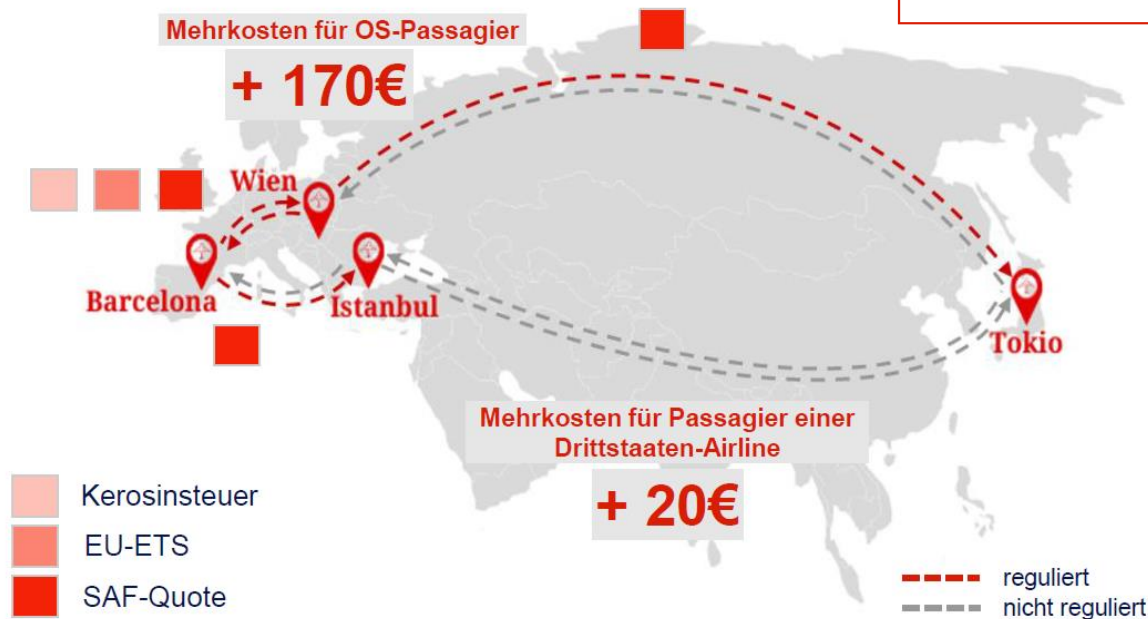 Mehrkosten für OS-Passagier
+ 170€
Wien
Barcelona
Istanbul
Tokio
Mehrkosten für Passagier einer
Drittstaaten-Airline
+ 20€
Kerosinsteuer
EU-ETS
SAF-Quote
reguliert
nicht reguliert